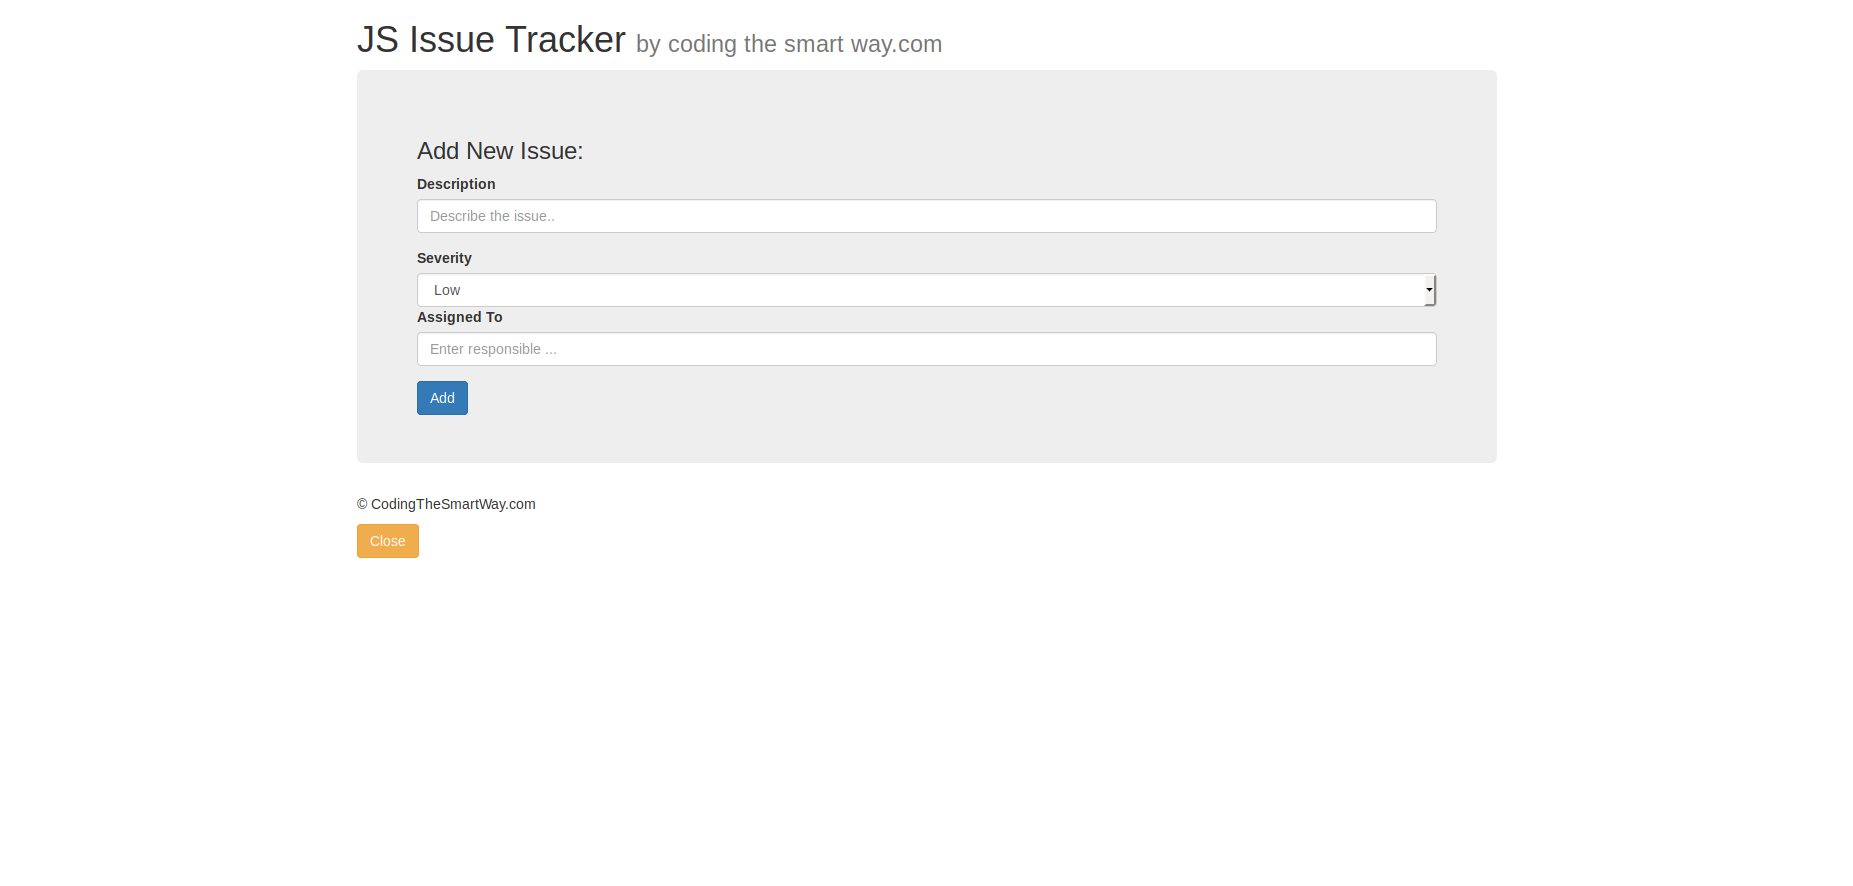 JS Issue Tracker by coding the smart way.com
Add New Issue:
Description
Describe the issue..
Severity
Low
Assigned To
Enter responsible ...
Add
© CodingTheSmartWay.com
Close